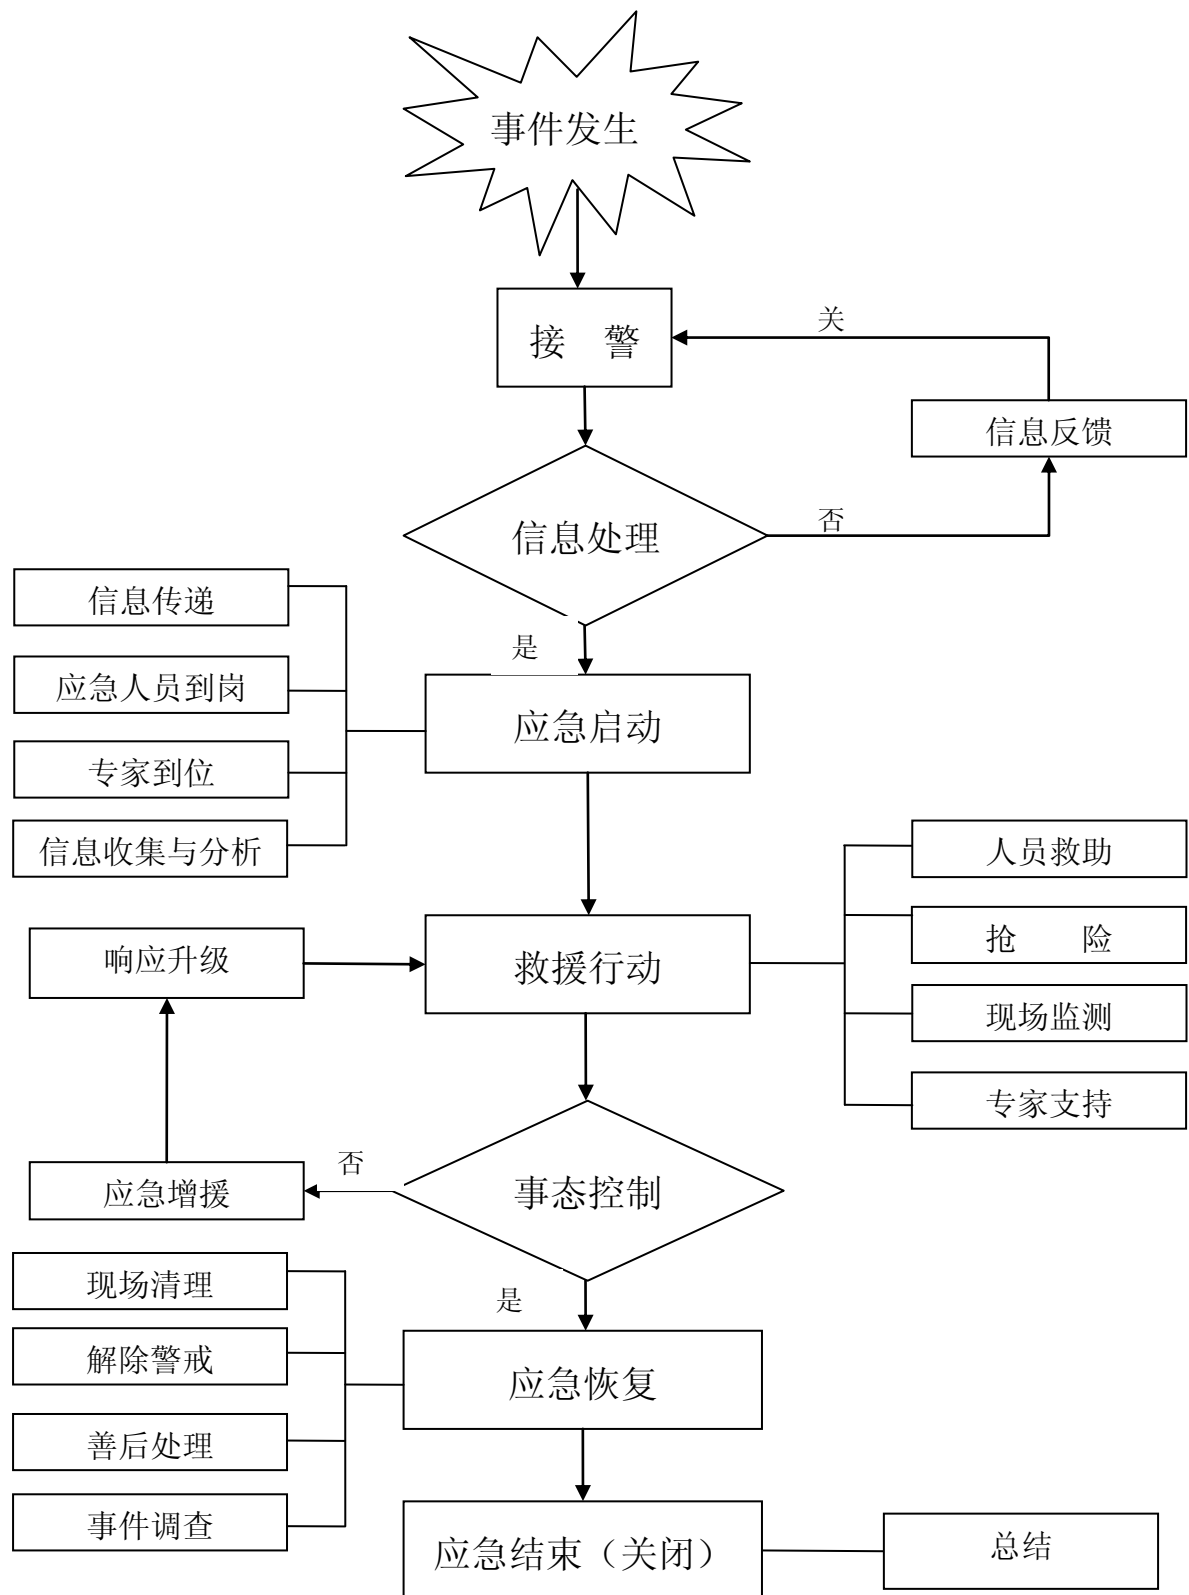 事件发生
接 警
关
信息反馈
信息处理
否
信息传递
是
应急人员到岗
应急启动
专家到位
信息收集与分析
人员救助
抢 险
响应升级
救援行动
现场监测
专家支持
否
应急增援
事态控制
现场清理
是
解除警戒
应急恢复
善后处理
事件调查
应急结束（关闭）
总结